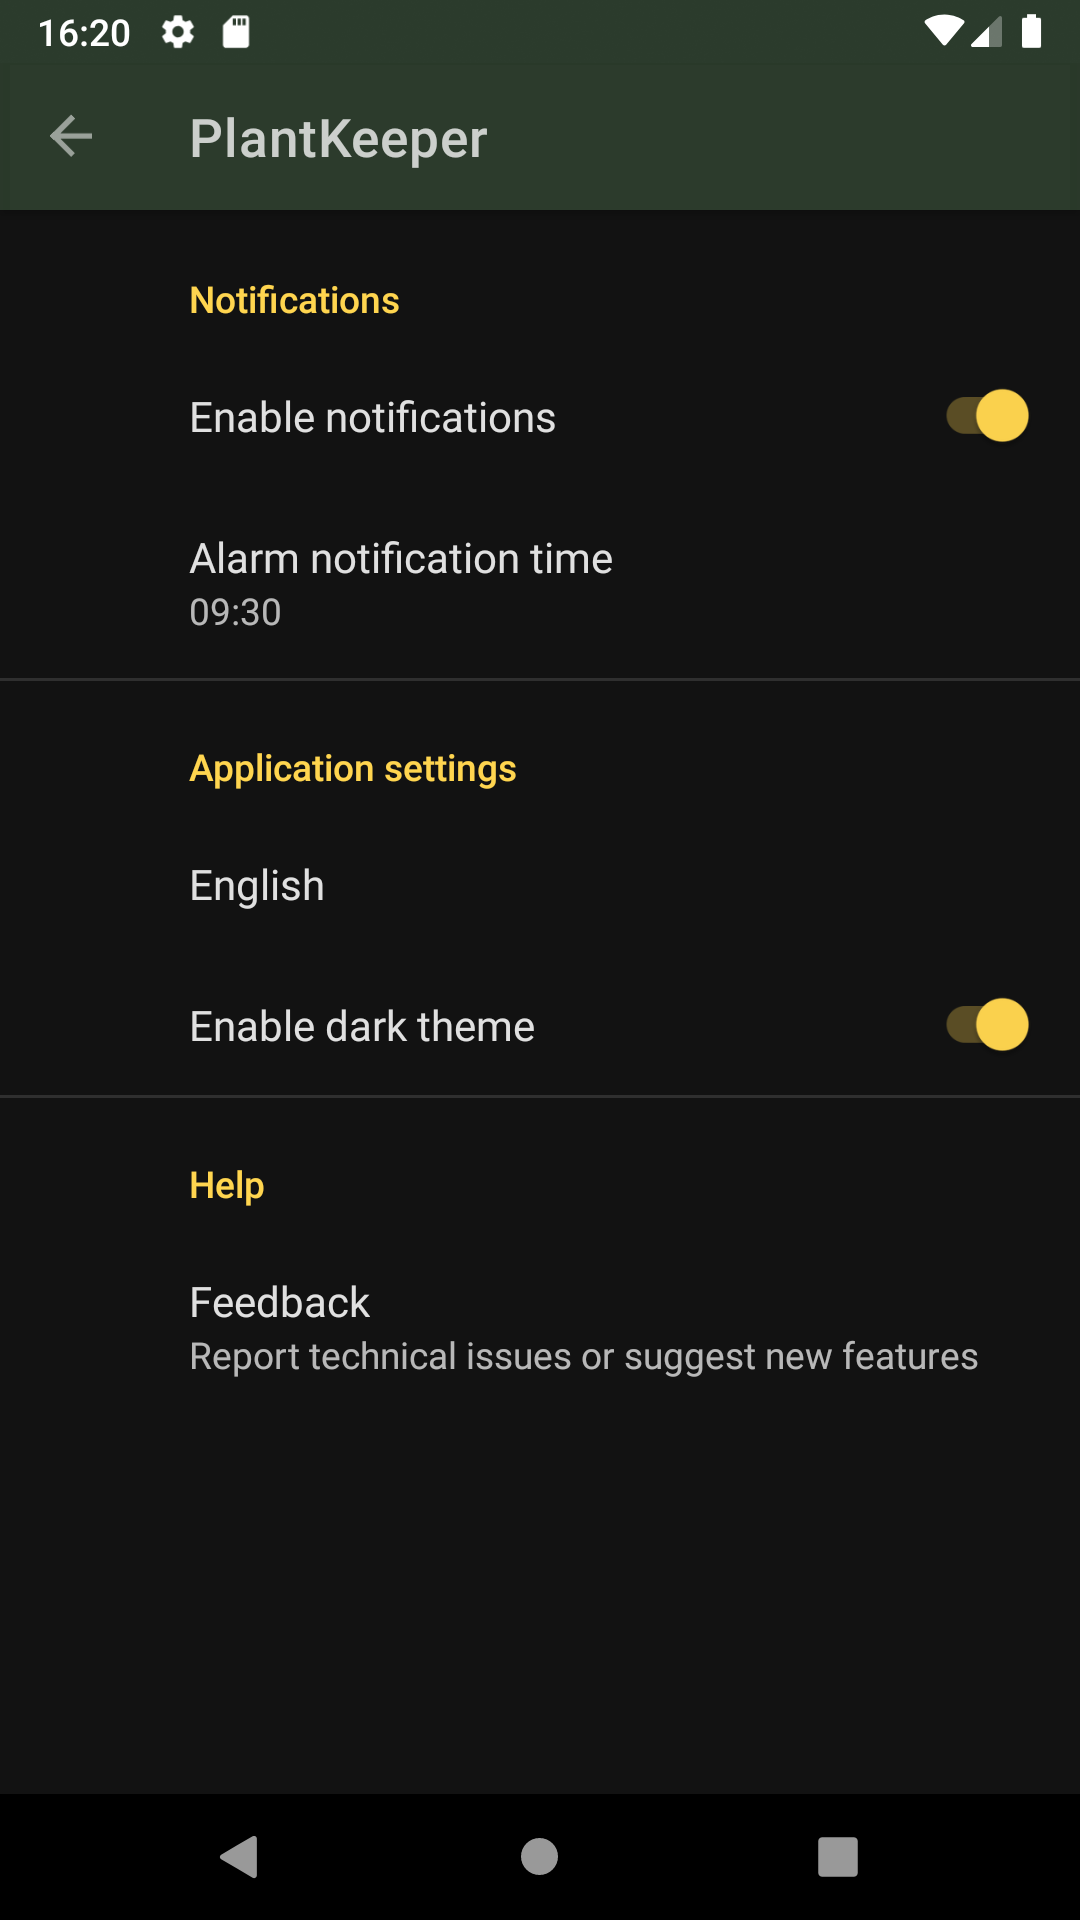 16:20
PlantKeeper
Notifications
Enable notifications
Alarm notification time
09:30
Application settings
English
Enable dark theme
Help
Feedback
Report technical issues or suggest new features